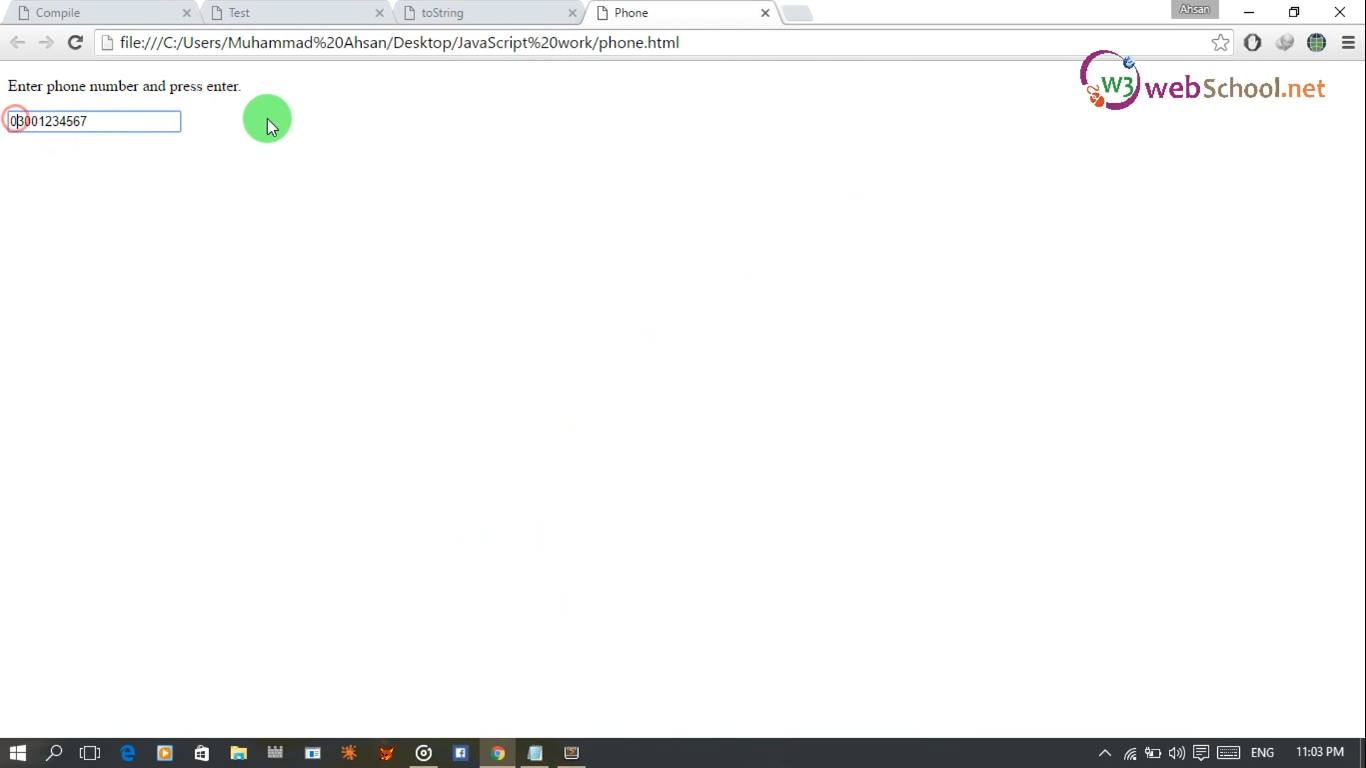 Compile
Test
toString
Phone
Ahsan
file:///C:/Users/Muhammad%20Ahsan/Desktop/JavaScript%20work/phone.html
Enter phone number and press enter.
03001234567
W3 webSchool.net
ENG
11:03 PM